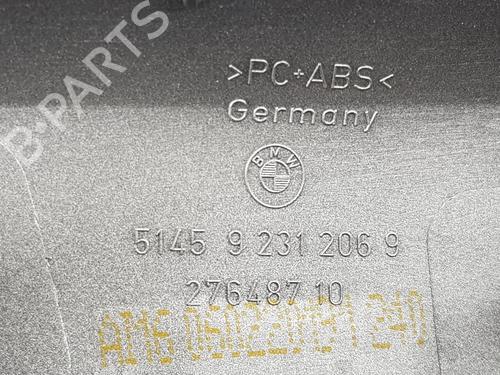 >PC+ABS<
Germany
BMW
5145 9 231 206 9
276487 10
B-PARTS